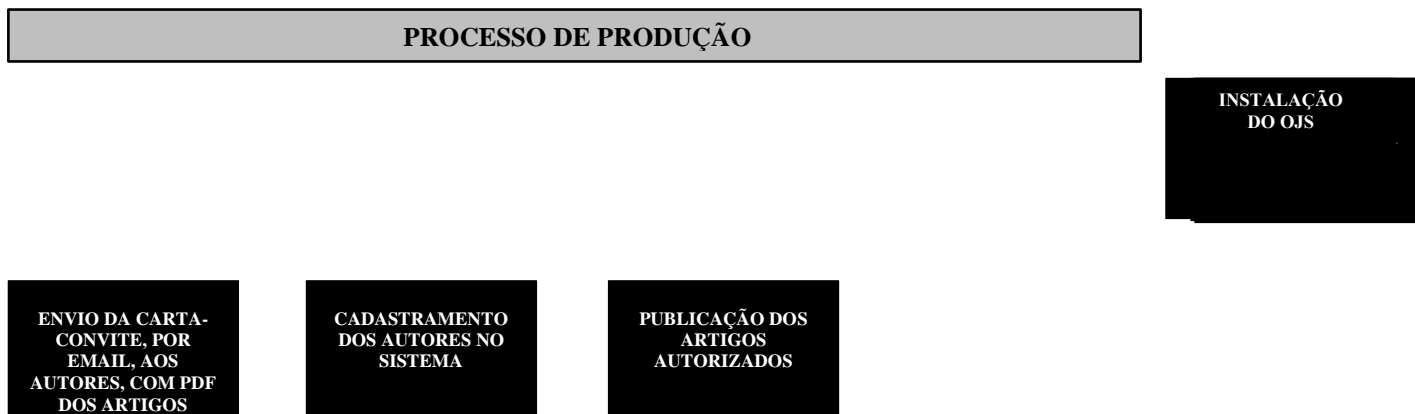 PROCESSO DE PRODUÇÃO
INSTALAÇÃO
DO OJS
ENVIO DA CARTA-
CONVITE, POR
EMAIL, AOS
AUTORES, COM PDF
DOS ARTIGOS
CADASTRAMENTO
DOS AUTORES NO
SISTEMA
PUBLICAÇÃO DOS
ARTIGOS
AUTORIZADOS